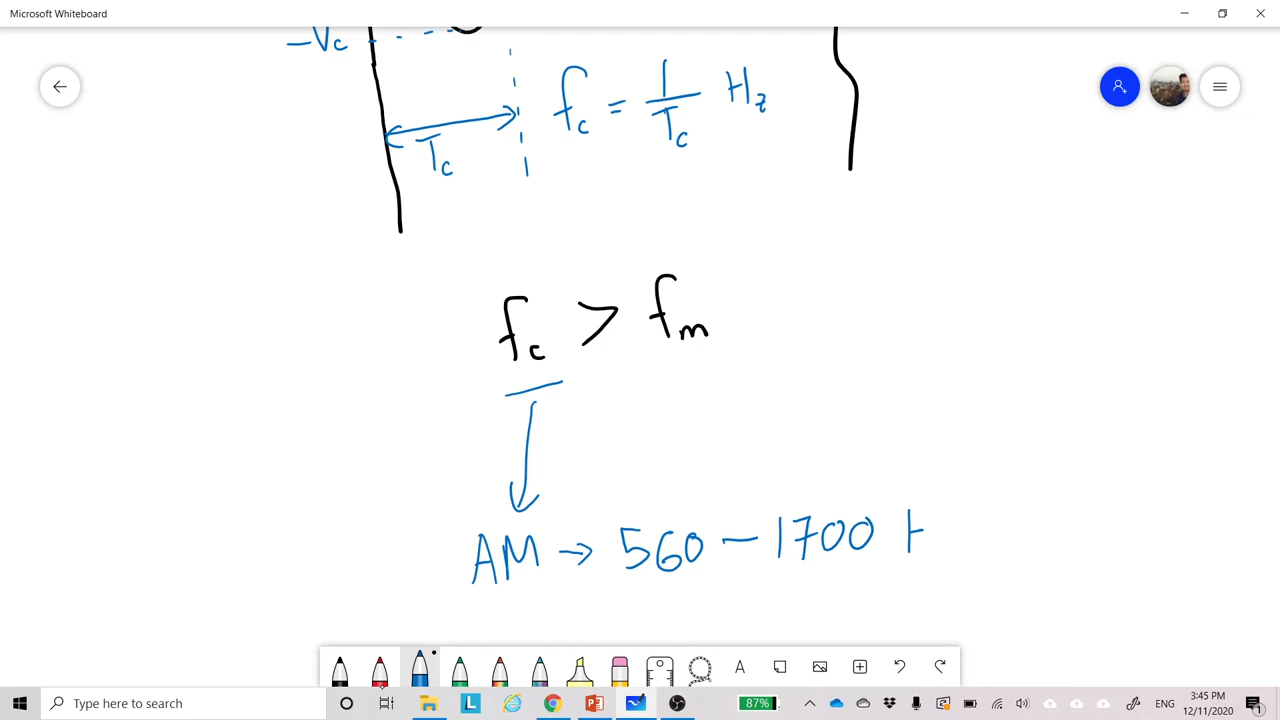 Microsoft Whiteboard
-Vc
fc = 1/Tc Hz
Tc
fc > fm
AM → 560 - 1700
A
L
87%
Type here to search
ENG
3:45 PM
12/11/2020
1